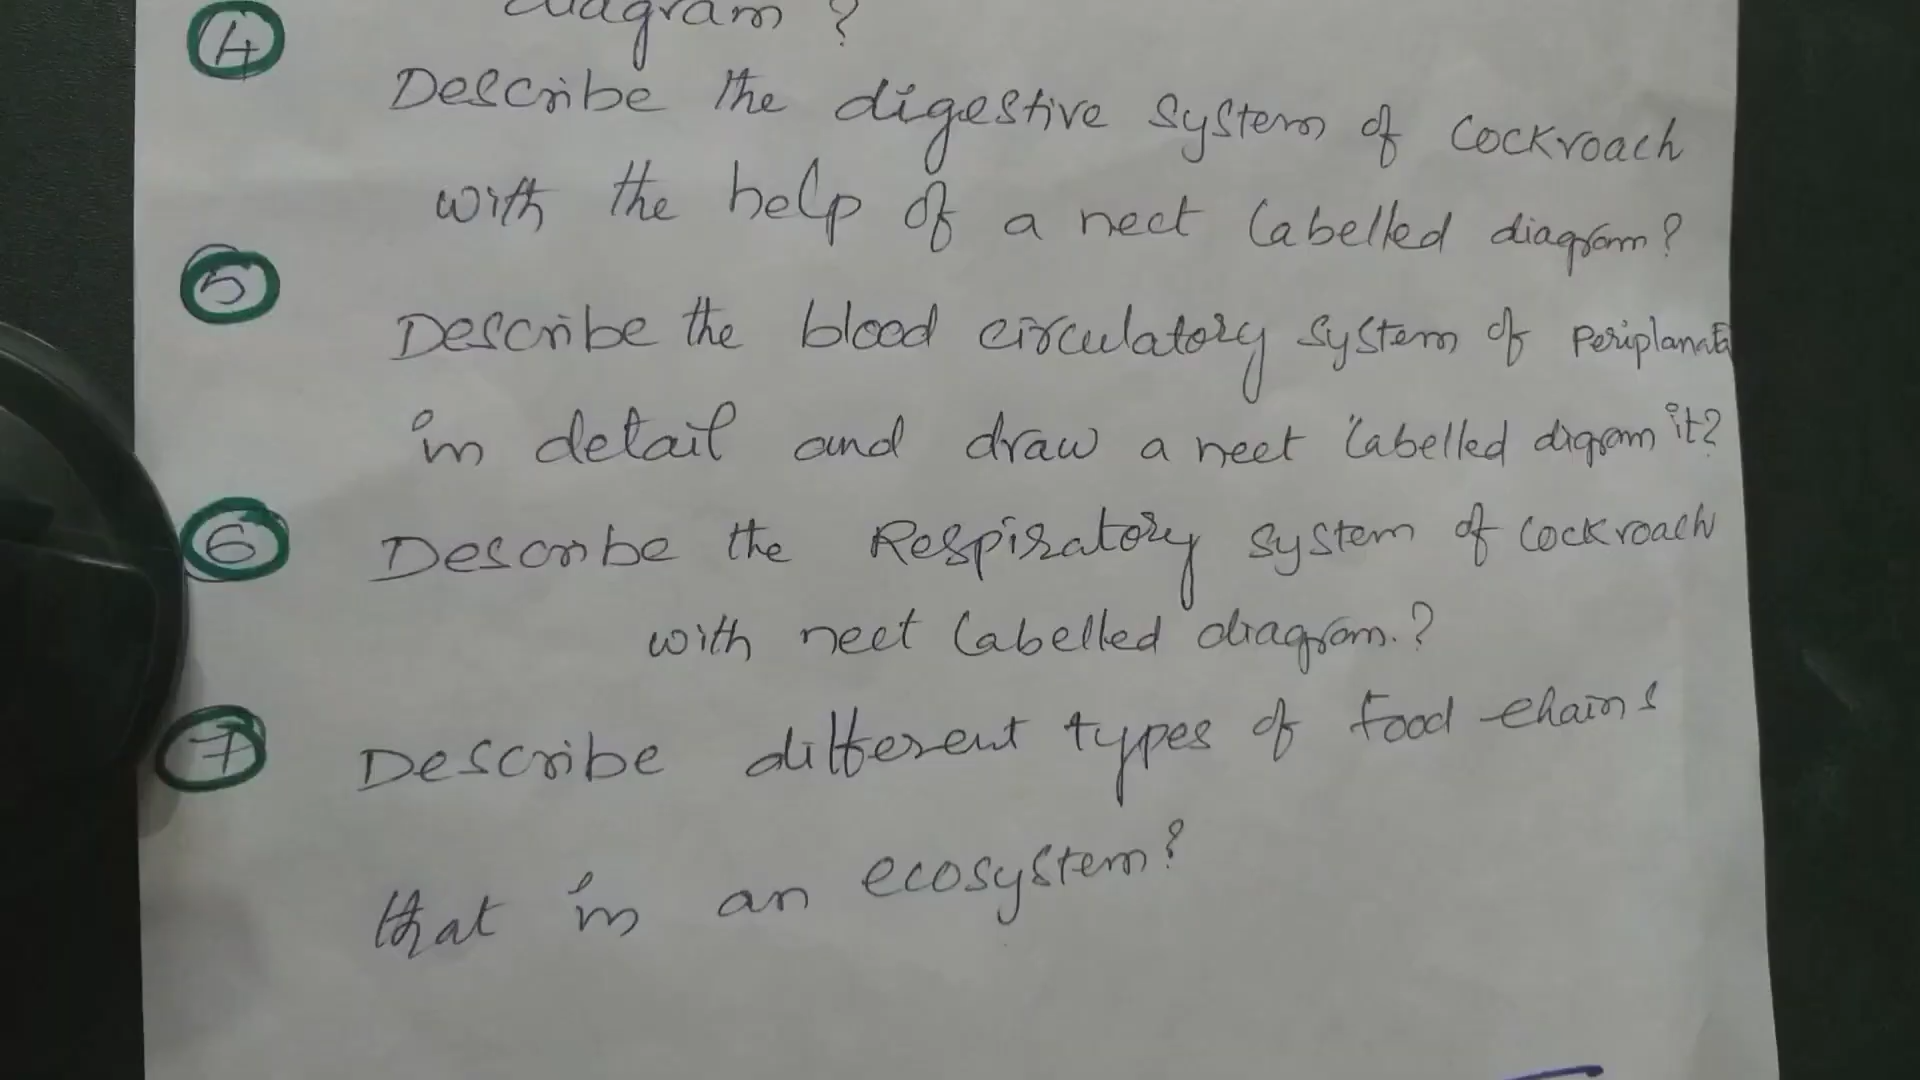 diagram ?
4 Describe the digestive system of cockroach
with the help of a neet labelled diagram?
5 Describe the blood circulatory system of periplaneta
in detail and draw a neet labelled digram it?
6 Describe the Respiratory system of cockroach
with neet labelled diagram.?
7 Describe different types of food chains
that in an ecosystem?